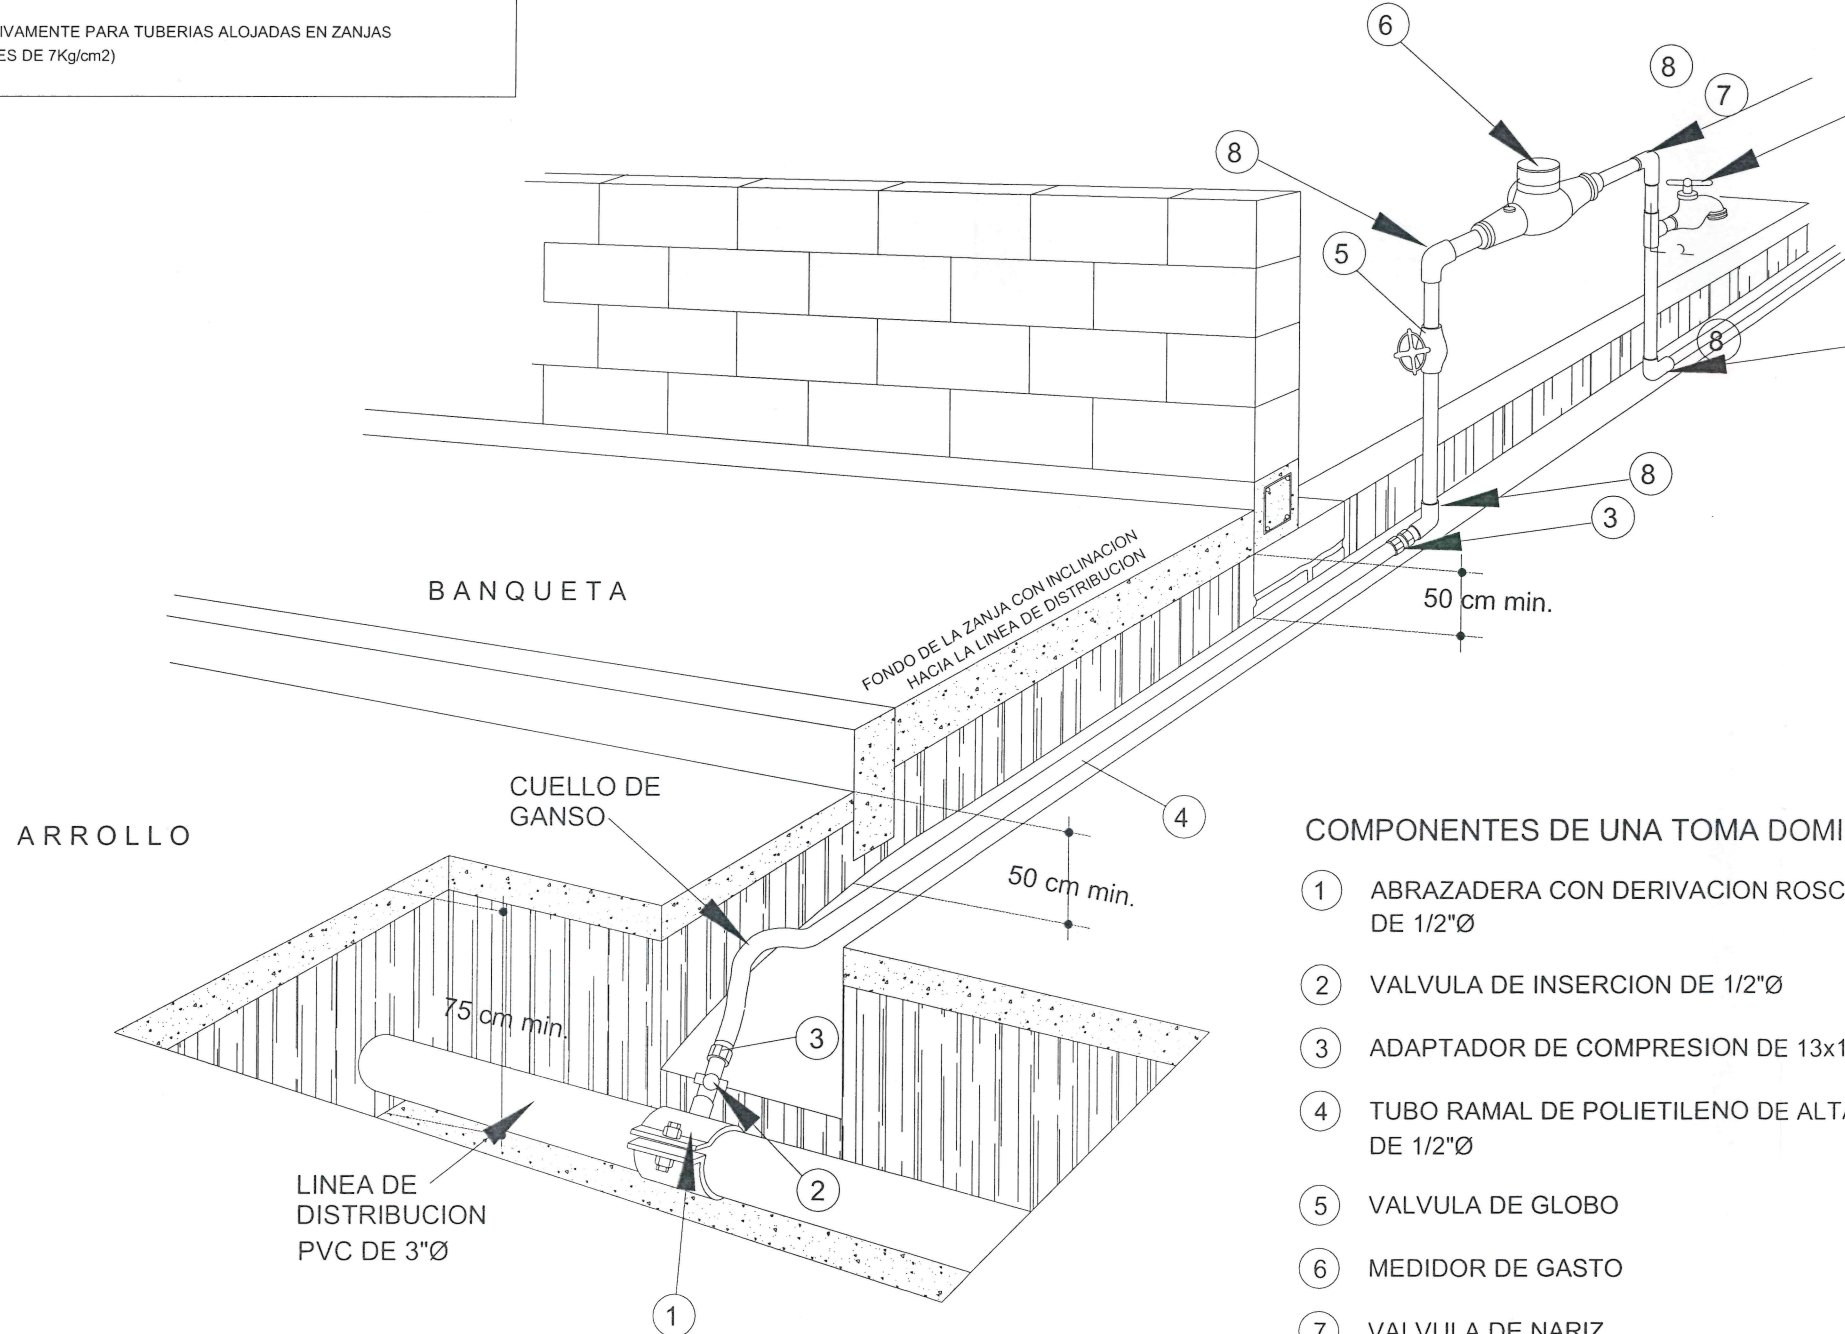 IVAMENTE PARA TUBERIAS ALOJADAS EN ZANJAS
ES DE 7Kg/cm2)
6
8
7
8
5
8
8
3
50 cm min.
BANQUETA
FONDO DE LA ZANJA CON INCLINACION
HACIA LA LINEA DE DISTRIBUCION
CUELLO DE
GANSO
ARROLLO
4
50 cm min.
75 cm min.
3
2
LINEA DE
DISTRIBUCION
PVC DE 3"Ø
1
COMPONENTES DE UNA TOMA DOMI
1 ABRAZADERA CON DERIVACION ROSC
DE 1/2"Ø
2 VALVULA DE INSERCION DE 1/2"Ø
3 ADAPTADOR DE COMPRESION DE 13x1
4 TUBO RAMAL DE POLIETILENO DE ALTA
DE 1/2"Ø
5 VALVULA DE GLOBO
6 MEDIDOR DE GASTO
7 VALVULA DE NARIZ